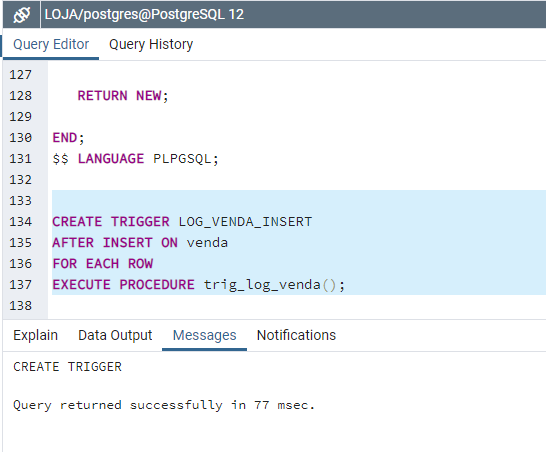 LOJA/postgres@PostgreSQL 12
Query Editor Query History
127
128 RETURN NEW;
129
130 END;
131 $$ LANGUAGE PLPGSQL;
132
133
134 CREATE TRIGGER LOG_VENDA_INSERT
135 AFTER INSERT ON venda
136 FOR EACH ROW
137 EXECUTE PROCEDURE trig_log_venda();
138
Explain Data Output Messages Notifications
CREATE TRIGGER
Query returned successfully in 77 msec.